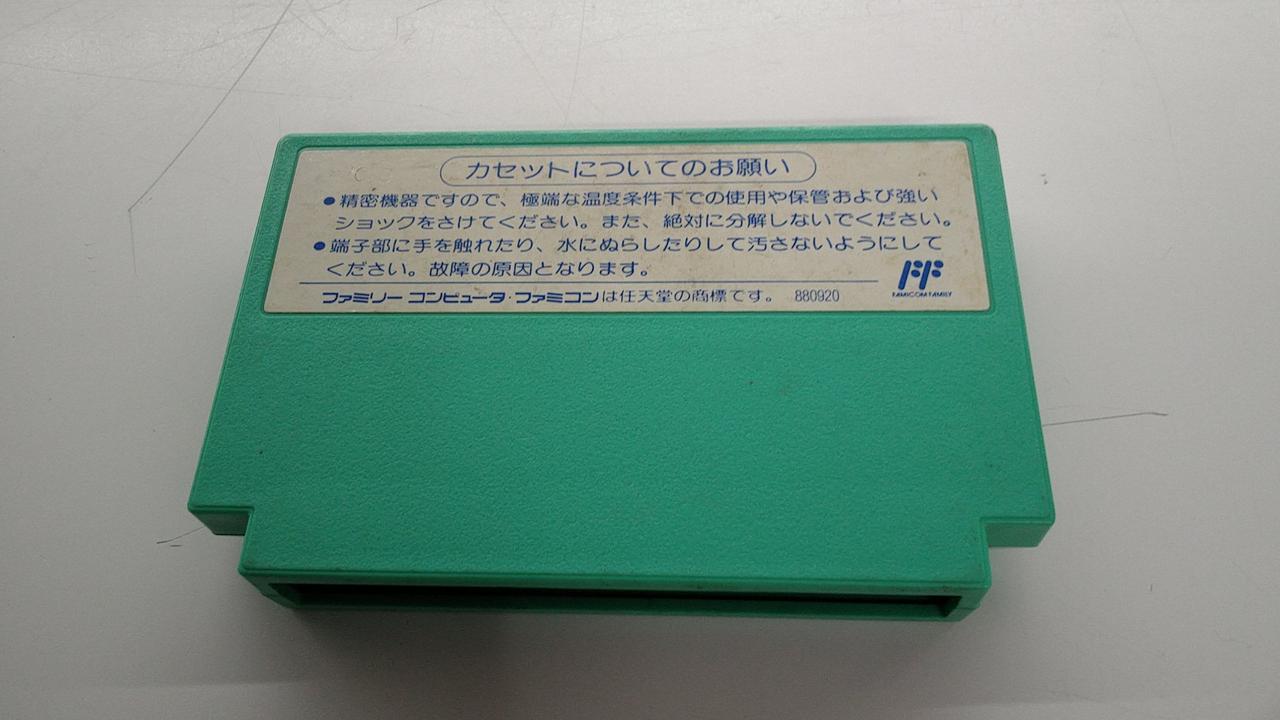 カセットについてのお願い
●精密機器ですので、極端な温度条件下での使用や保管および強い
ショックをさけてください。また、絶対に分解しないでください。
●端子部に手を触れたり、水にぬらしたりして汚さないようにして
ください。故障の原因となります。
ファミリーコンピュータ・ファミコンは任天堂の商標です。 880920
FF
FAMICOM FAMILY